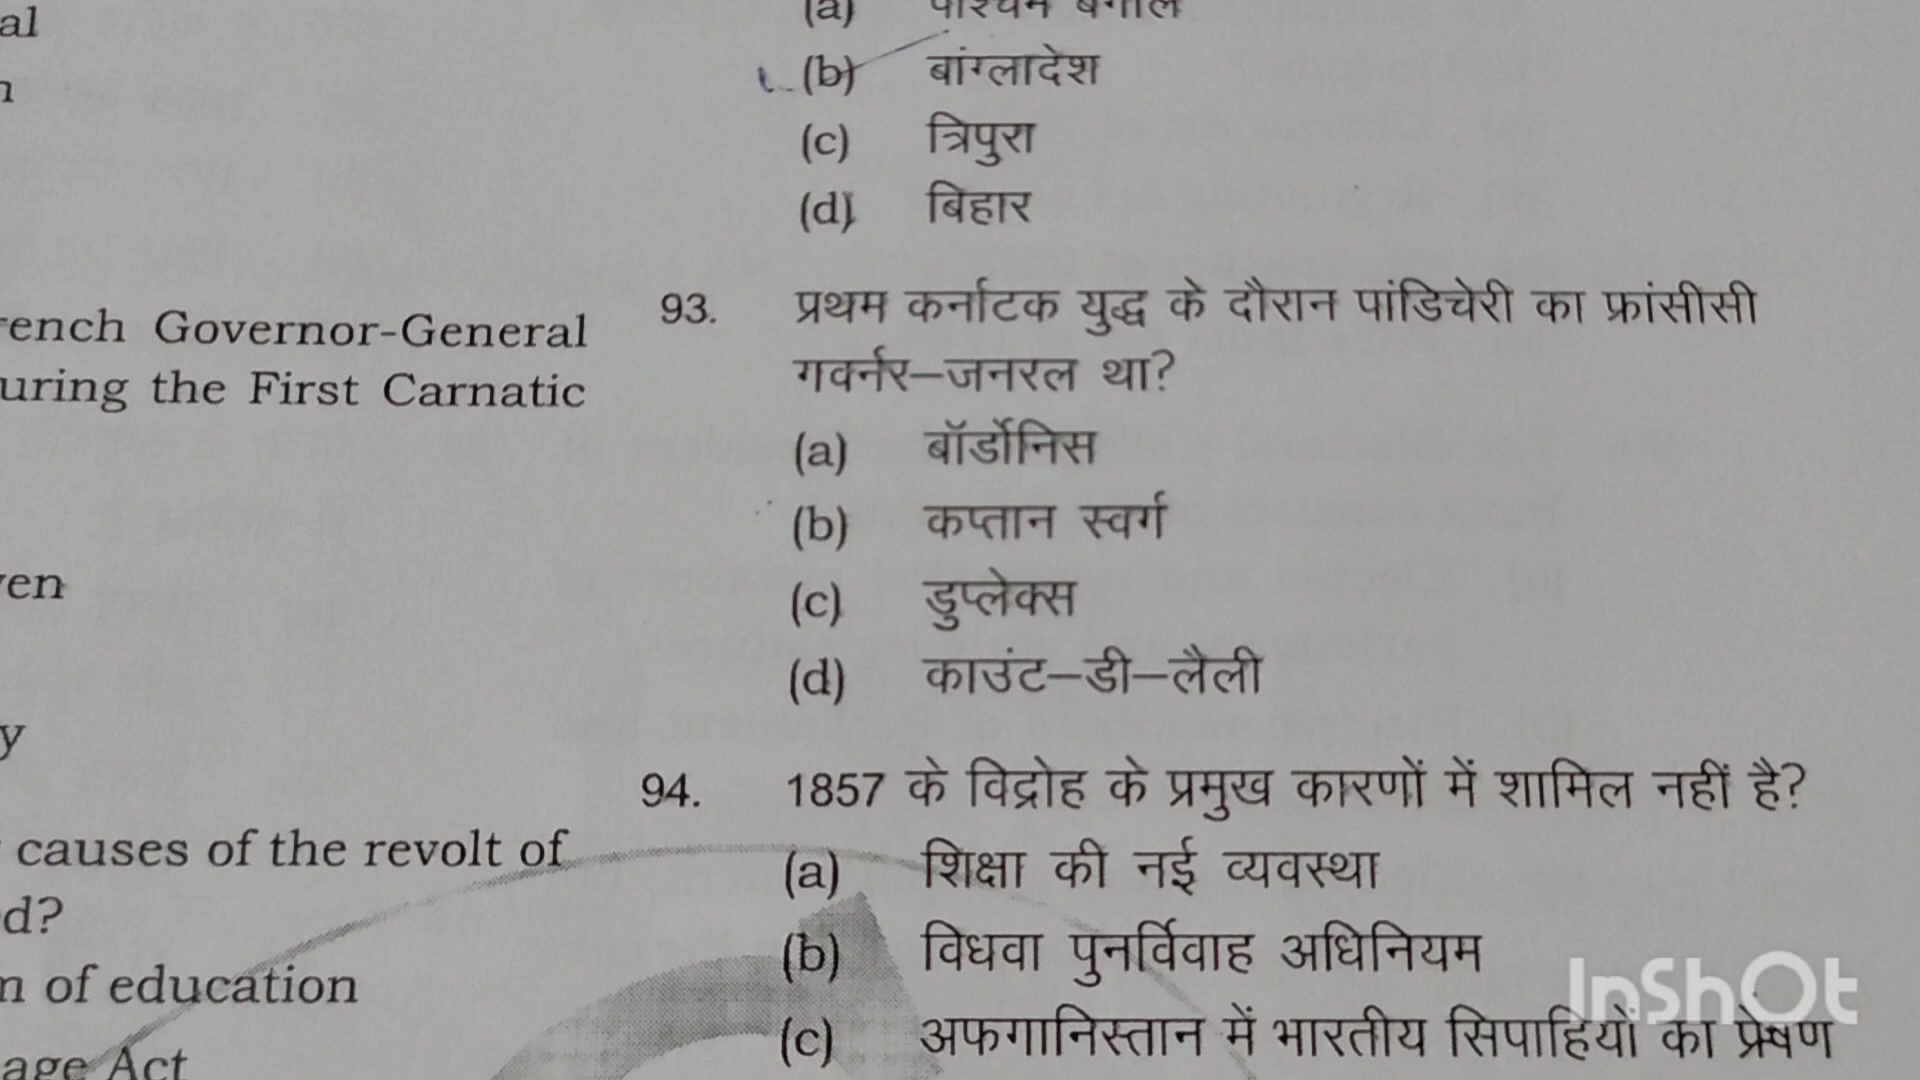 al
(a) पश्चिम बंगाल
(b) बांग्लादेश
(c) त्रिपुरा
(d) बिहार
ench Governor-General
uring the First Carnatic
en
y
causes of the revolt of
d?
n of education
age Act
93. प्रथम कर्नाटक युद्ध के दौरान पांडिचेरी का फ्रांसीसी
गवर्नर–जनरल था?
(a) बॉर्डोनिस
(b) कप्तान स्वर्ग
(c) डुप्लेक्स
(d) काउंट–डी–लैली
94. 1857 के विद्रोह के प्रमुख कारणों में शामिल नहीं है?
(a) शिक्षा की नई व्यवस्था
(b) विधवा पुनर्विवाह अधिनियम
(c) अफगानिस्तान में भारतीय सिपाहियों का प्रेषण
InShOt